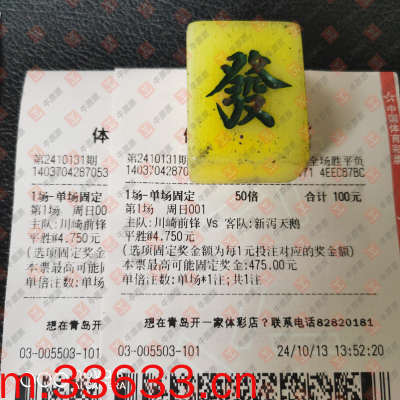 發
中国体育彩票
体
第2410131期
1403704287053
第2410131期
全场胜平负
14037042870
71 4EEC87BC
1场-单场固定
第1场 周日001
主队:川崎前锋
平胜@4.750元
(选项固定奖金
本票最高可能
单倍注数:单场
1场-单场固定 50倍 合计 100元
第1场 周日001
主队:川崎前锋 Vs 客队:新泻天鹅
平胜@4.750元
(选项固定奖金额为每1元投注对应的奖金额)
本票最高可能固定奖金:475.00元
单倍注数:单场*1注;共1注
想在青岛开
想在青岛开一家体彩店?联系电话82820181
03-005503-101
03-005503-101 24/10/13 13:52:20
m.33633.cn